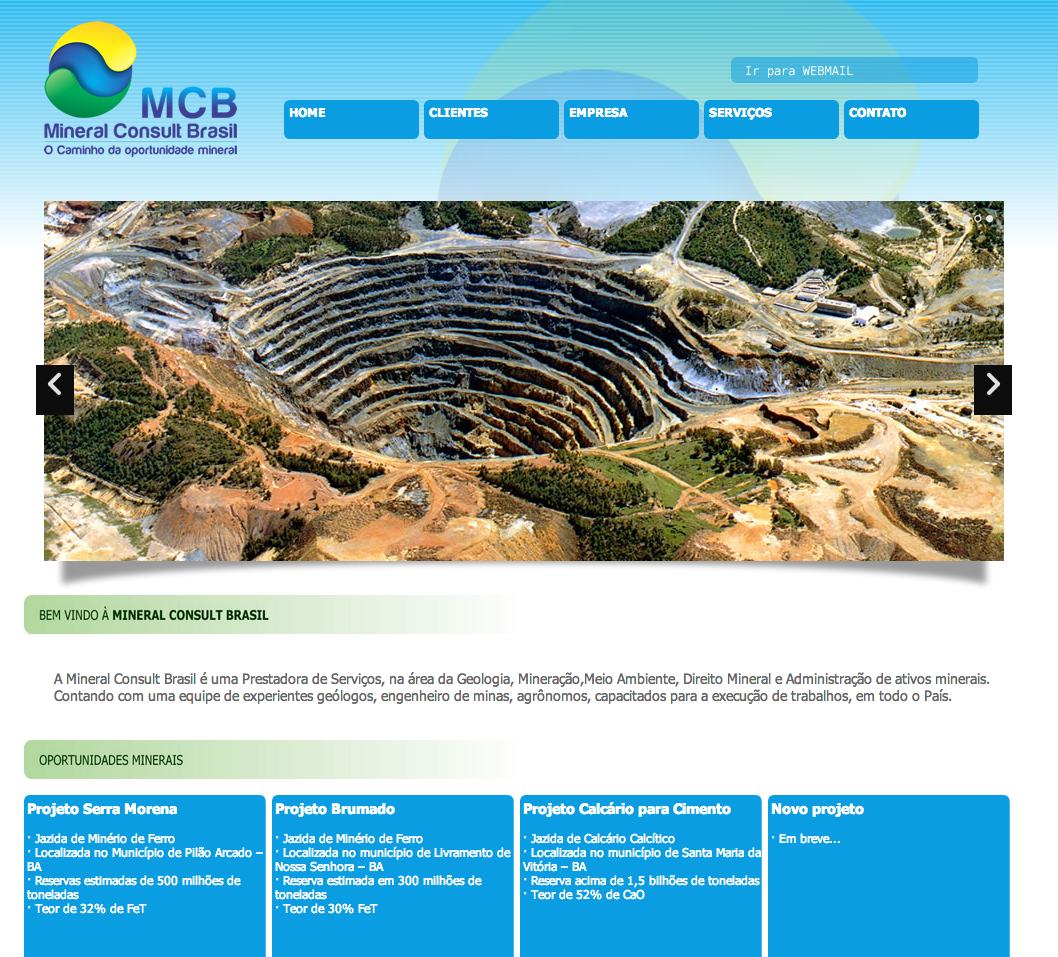 MCB
Mineral Consult Brasil
O Caminho da oportunidade mineral
Ir para WEBMAIL
HOME
CLIENTES
EMPRESA
SERVIÇOS
CONTATO
BEM VINDO À MINERAL CONSULT BRASIL
A Mineral Consult Brasil é uma Prestadora de Serviços, na área da Geologia, Mineração,Meio Ambiente, Direito Mineral e Administração de ativos minerais.
Contando com uma equipe de experientes geólogos, engenheiro de minas, agrônomos, capacitados para a execução de trabalhos, em todo o País.
OPORTUNIDADES MINERAIS
Projeto Serra Morena
· Jazida de Minério de Ferro
· Localizada no Município de Pilão Arcado –
BA
· Reservas estimadas de 500 milhões de
toneladas
· Teor de 32% de FeT
Projeto Brumado
· Jazida de Minério de Ferro
· Localizada no município de Livramento de
Nossa Senhora – BA
· Reserva estimada em 300 milhões de
toneladas
· Teor de 30% FeT
Projeto Calcário para Cimento
· Jazida de Calcário Calcítico
· Localizada no município de Santa Maria da
Vitória – BA
· Reserva acima de 1,5 bilhões de toneladas
· Teor de 52% de CaO
Novo projeto
· Em breve...